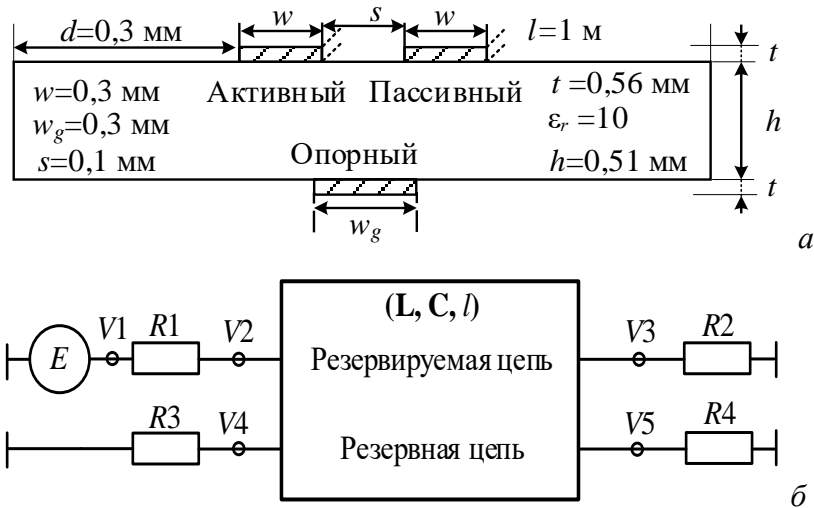 w s w
d=0,3 мм l=1 м t
w=0,3 мм Активный Пассивный t =0,56 мм
w_g=0,3 мм ε_r =10 h
s=0,1 мм Опорный h=0,51 мм
t
w_g
а
(L, C, l)
V1 R1 V2 V3 R2
E Резервируемая цепь
R3 V4 V5 R4
Резервная цепь
б